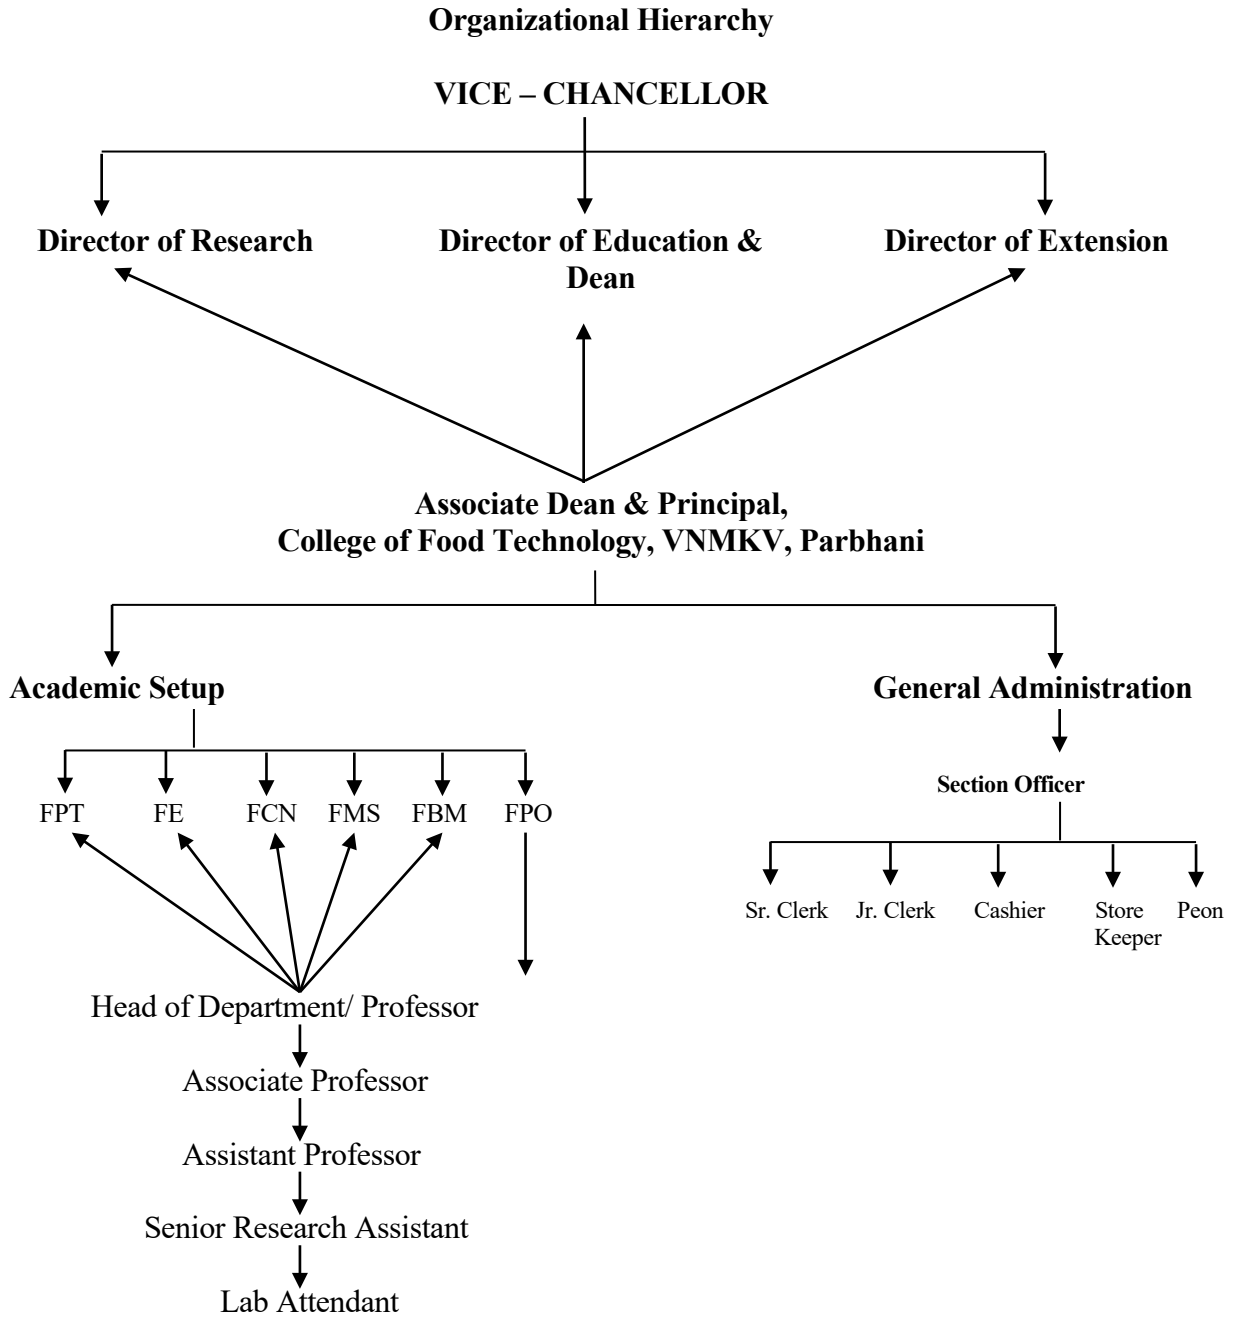 Organizational Hierarchy
VICE – CHANCELLOR
Director of Research
Director of Education &
Dean
Director of Extension
Associate Dean & Principal,
College of Food Technology, VNMKV, Parbhani
Academic Setup
General Administration
FPT
FE
FCN
FMS
FBM
FPO
Section Officer
Sr. Clerk
Jr. Clerk
Cashier
Store
Keeper
Peon
Head of Department/ Professor
Associate Professor
Assistant Professor
Senior Research Assistant
Lab Attendant